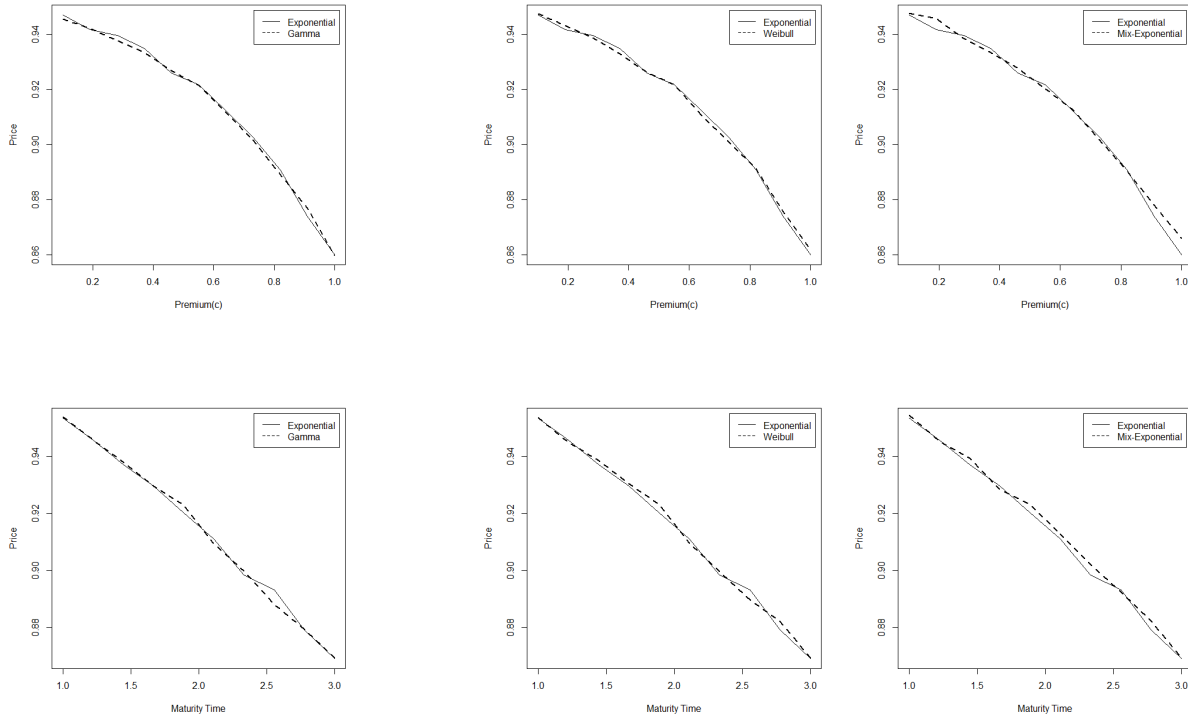 Exponential
Gamma
Price
0.94
0.92
0.90
0.88
0.86
0.2 0.4 0.6 0.8 1.0
Premium(c)
Exponential
Weibull
Price
0.94
0.92
0.90
0.88
0.86
0.2 0.4 0.6 0.8 1.0
Premium(c)
Exponential
Mix-Exponential
Price
0.94
0.92
0.90
0.88
0.86
0.2 0.4 0.6 0.8 1.0
Premium(c)
Exponential
Gamma
Price
0.94
0.92
0.90
0.88
1.0 1.5 2.0 2.5 3.0
Maturity Time
Exponential
Weibull
Price
0.94
0.92
0.90
0.88
1.0 1.5 2.0 2.5 3.0
Maturity Time
Exponential
Mix-Exponential
Price
0.94
0.92
0.90
0.88
1.0 1.5 2.0 2.5 3.0
Maturity Time